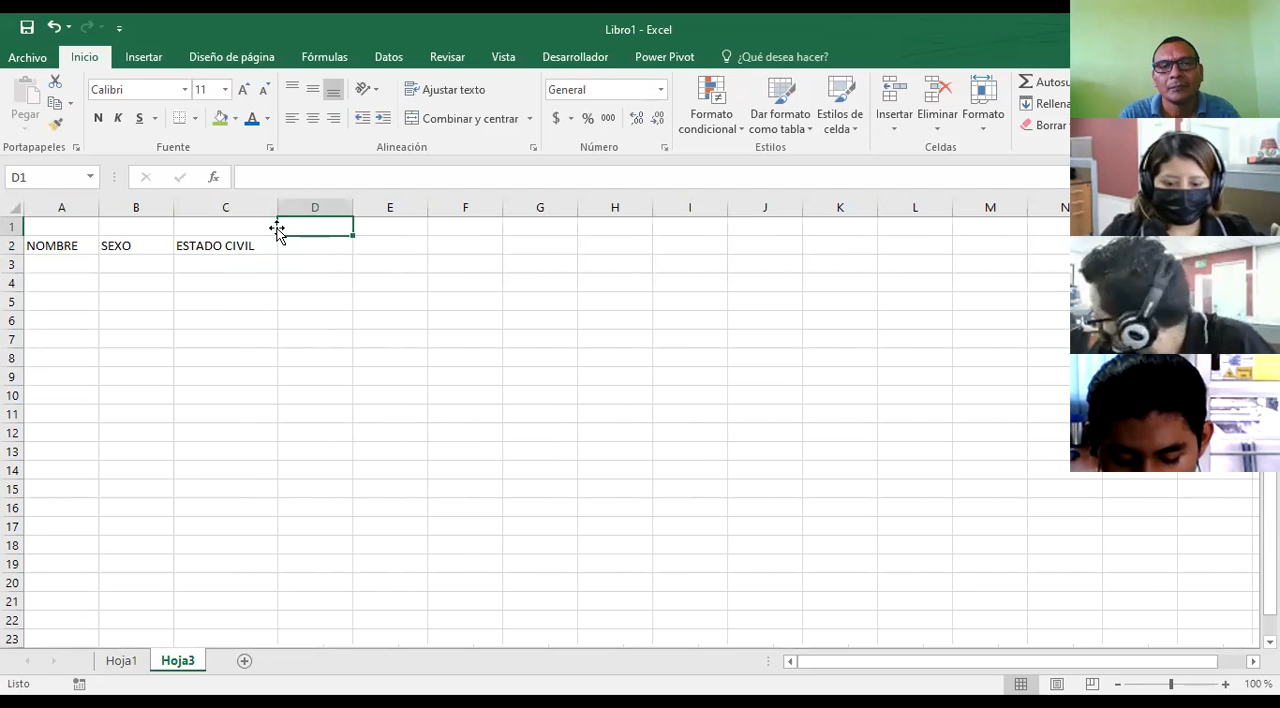 Libro1 - Excel
Archivo Inicio Insertar Diseño de página Fórmulas Datos Revisar Vista Desarrollador Power Pivot ¿Qué desea hacer?
Pegar
Calibri 11
N K S
A
Ajustar texto
Combinar y centrar
General
$ % 000
Formato condicional
Dar formato como tabla
Estilos de celda
Insertar
Eliminar
Formato
Autosu
Rellena
Borrar
Portapapeles Fuente Alineación Número Estilos Celdas
D1 fx
A B C D E F G H I J K L M N
1
2 NOMBRE SEXO ESTADO CIVIL
3
4
5
6
7
8
9
10
11
12
13
14
15
16
17
18
19
20
21
22
23
Hoja1 Hoja3
Listo 100 %